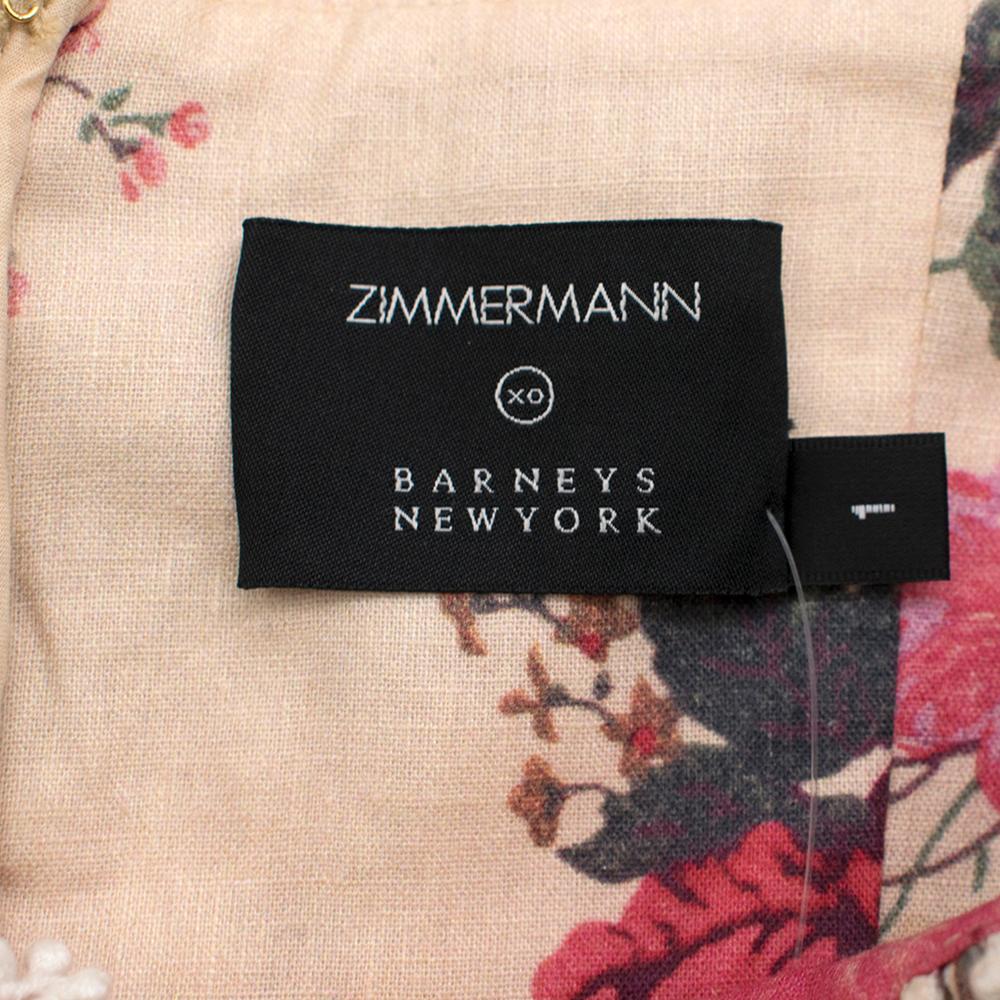 ZIMMERMANN
XO
BARNEYS
NEWYORK
1